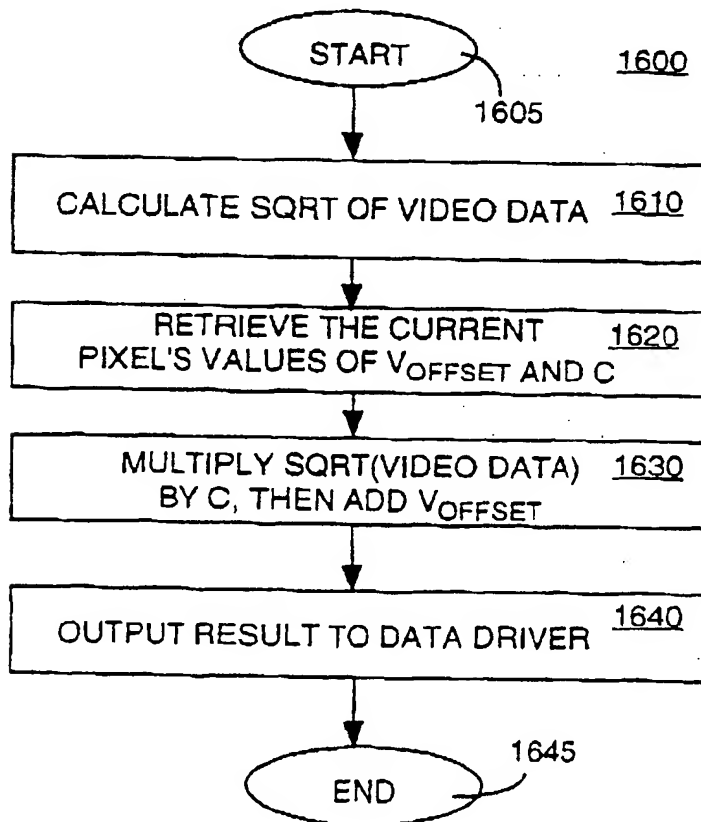 START
1600
1605
CALCULATE SQRT OF VIDEO DATA 1610
RETRIEVE THE CURRENT 1620
PIXEL'S VALUES OF VOFFSET AND C
MULTIPLY SQRT(VIDEO DATA) 1630
BY C, THEN ADD VOFFSET
OUTPUT RESULT TO DATA DRIVER 1640
1645
END